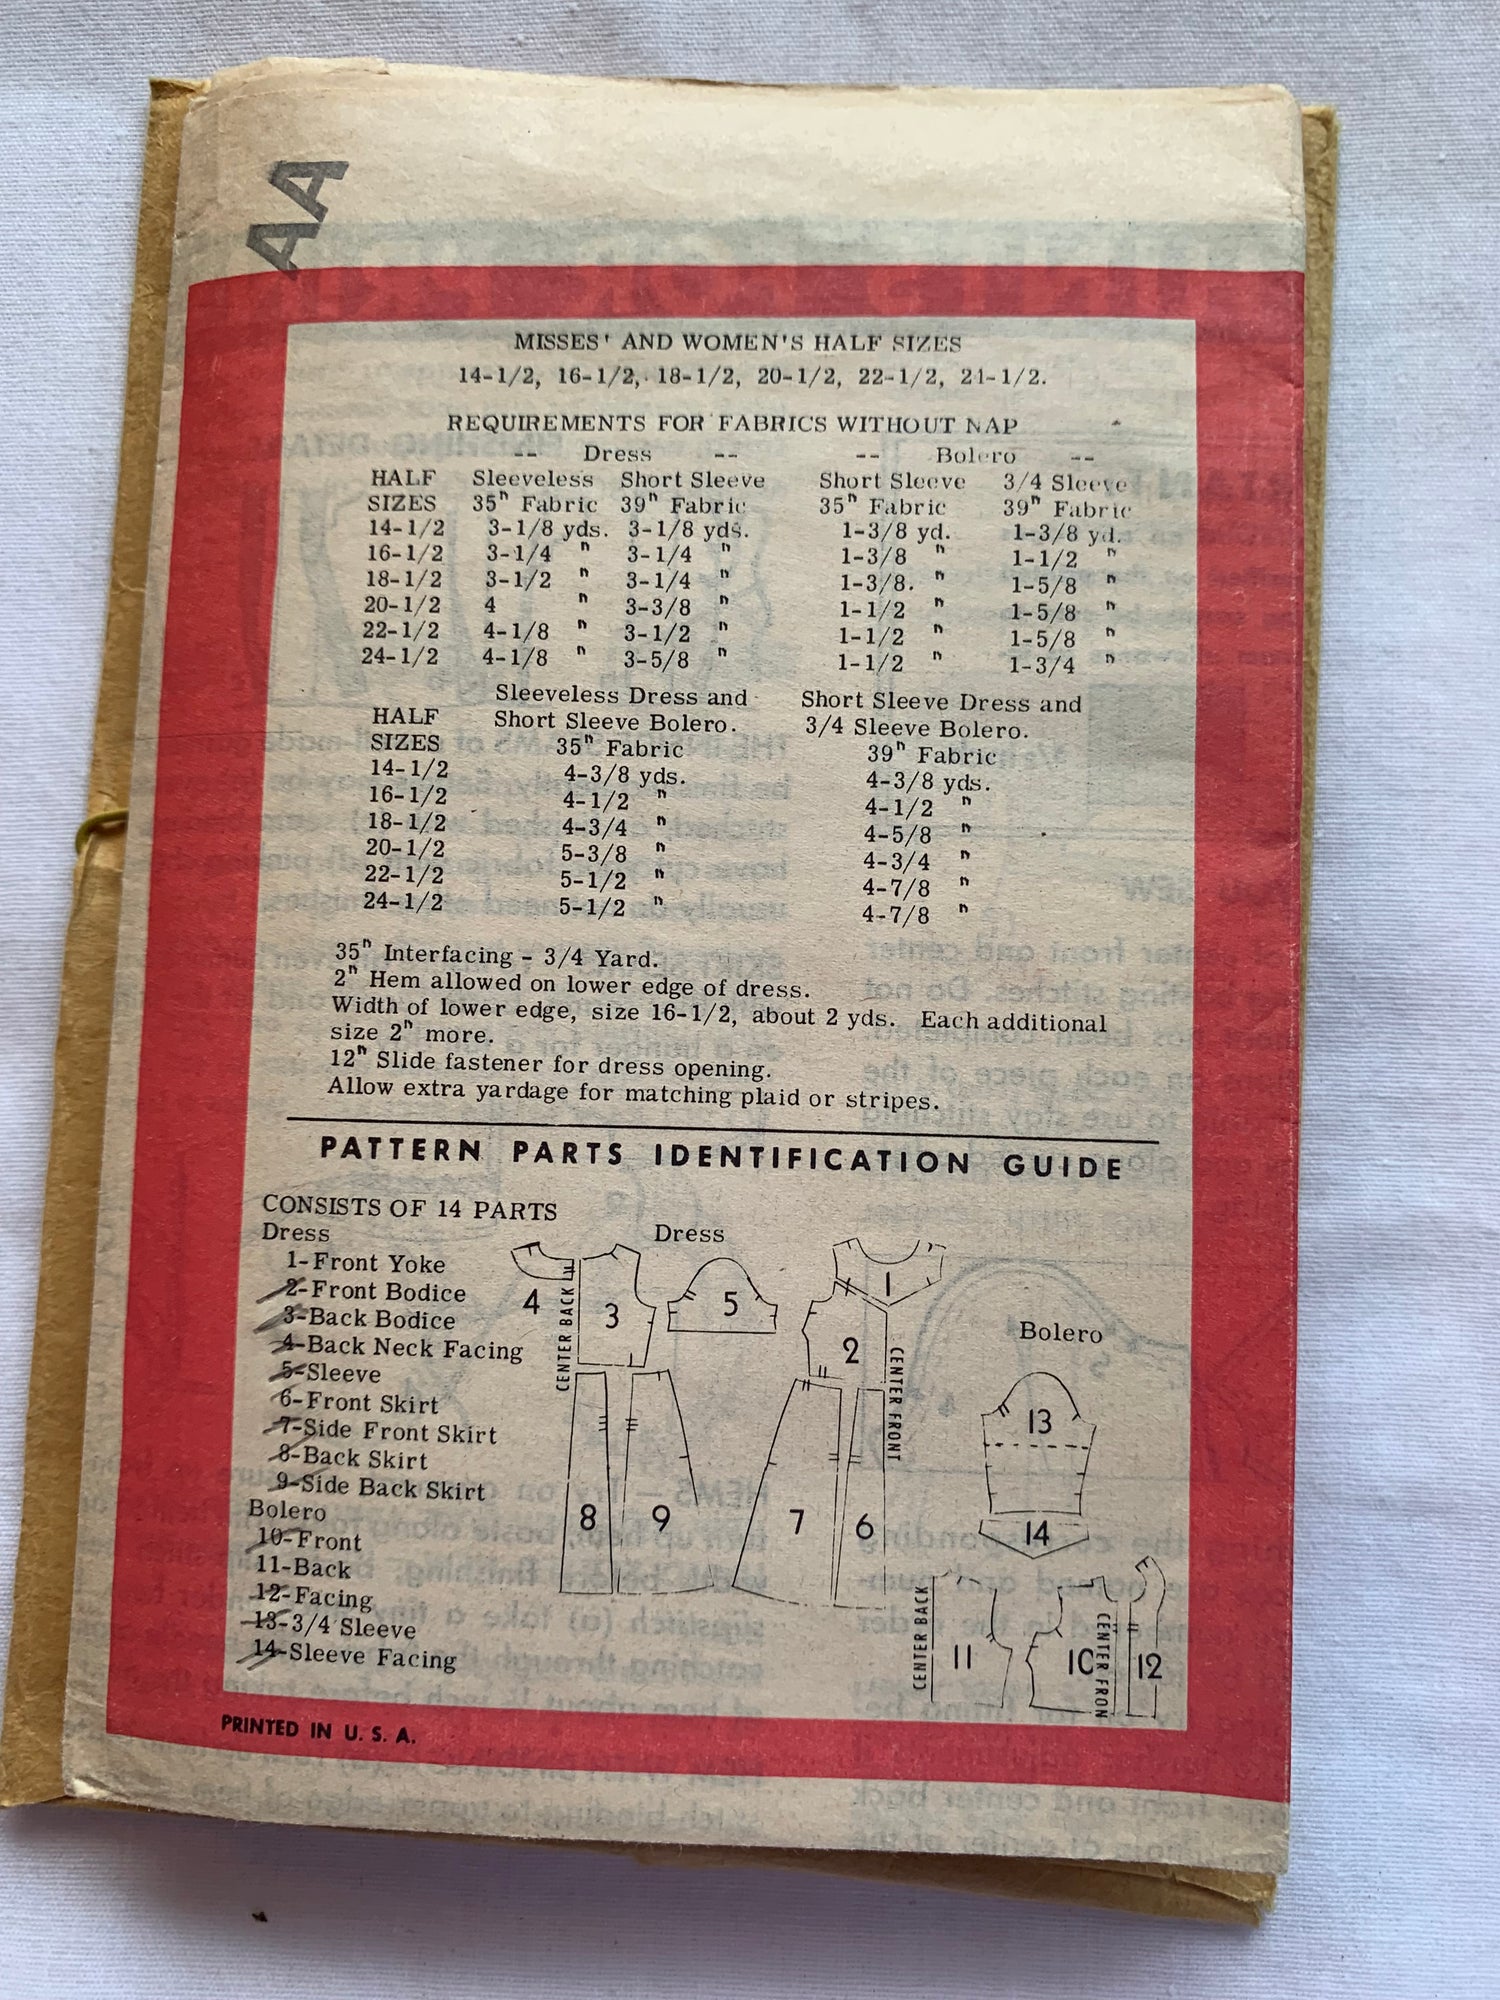 AA
MISSES' AND WOMEN'S HALF SIZES
14-1/2, 16-1/2, 18-1/2, 20-1/2, 22-1/2, 24-1/2.
REQUIREMENTS FOR FABRICS WITHOUT NAP
-- Dress -- -- Bolero --
HALF Sleeveless Short Sleeve Short Sleeve 3/4 Sleeve
SIZES 35" Fabric 39" Fabric 35" Fabric 39" Fabric
14-1/2 3-1/8 yds. 3-1/8 yds. 1-3/8 yd. 1-3/8 yd.
16-1/2 3-1/4 " 3-1/4 " 1-3/8 " 1-1/2 "
18-1/2 3-1/2 " 3-1/4 " 1-3/8. " 1-5/8 "
20-1/2 4 " 3-3/8 " 1-1/2 " 1-5/8 "
22-1/2 4-1/8 " 3-1/2 " 1-1/2 " 1-5/8 "
24-1/2 4-1/8 " 3-5/8 " 1-1/2 " 1-3/4 "
Sleeveless Dress and Short Sleeve Dress and
HALF Short Sleeve Bolero. 3/4 Sleeve Bolero.
SIZES 35" Fabric 39" Fabric
14-1/2 4-3/8 yds. 4-3/8 yds.
16-1/2 4-1/2 " 4-1/2 "
18-1/2 4-3/4 " 4-5/8 "
20-1/2 5-3/8 " 4-3/4 "
22-1/2 5-1/2 " 4-7/8 "
24-1/2 5-1/2 " 4-7/8 "
35" Interfacing - 3/4 Yard.
2" Hem allowed on lower edge of dress.
Width of lower edge, size 16-1/2, about 2 yds. Each additional
size 2" more.
12" Slide fastener for dress opening.
Allow extra yardage for matching plaid or stripes.
PATTERN PARTS IDENTIFICATION GUIDE
CONSISTS OF 14 PARTS
Dress
1-Front Yoke
2-Front Bodice
3-Back Bodice
4-Back Neck Facing
5-Sleeve
6-Front Skirt
7-Side Front Skirt
8-Back Skirt
9-Side Back Skirt
Bolero
10-Front
11-Back
12-Facing
13-3/4 Sleeve
14-Sleeve Facing
Dress
4
CENTER BACK
3
5
1
2
CENTER FRONT
8
9
7
6
Bolero
13
14
CENTER BACK
11
10
CENTER FRON
12
PRINTED IN U. S. A.